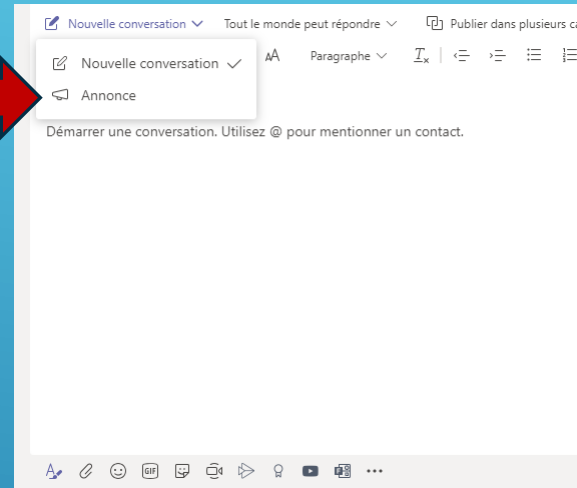 Nouvelle conversation Tout le monde peut répondre Publier dans plusieurs
Nouvelle conversation AA Paragraphe
Annonce
Démarrer une conversation. Utilisez @ pour mentionner un contact.
GIF